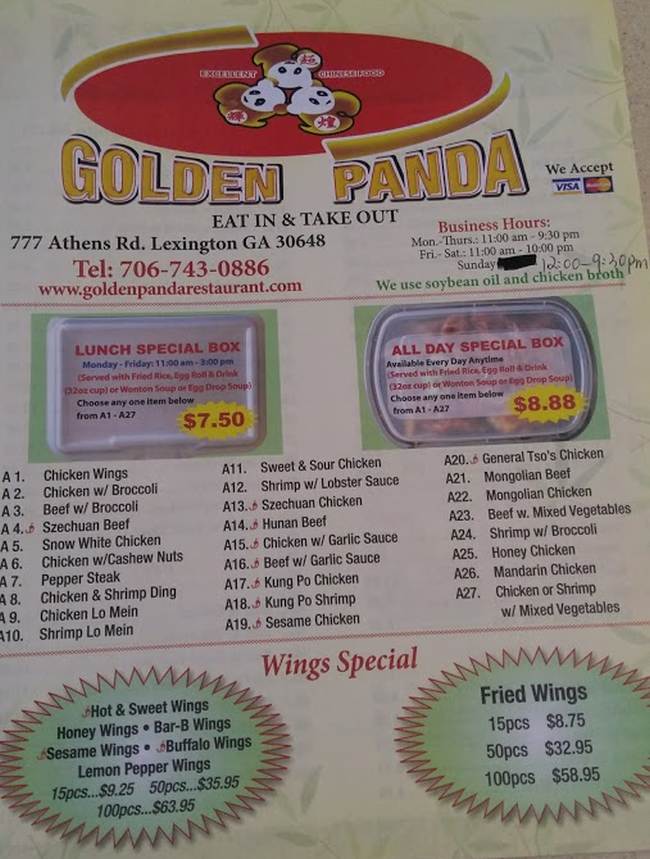 EXCELLENT 麺 CHINESE FOOD
輝 煌
GOLDEN PANDA
We Accept
VISA MasterCard
EAT IN & TAKE OUT
777 Athens Rd. Lexington GA 30648
Tel: 706-743-0886
www.goldenpandarestaurant.com
Business Hours:
Mon.-Thurs.: 11:00 am - 9:30 pm
Fri.- Sat.: 11:00 am - 10:00 pm
Sunday 12:00-9:30pm
We use soybean oil and chicken broth
LUNCH SPECIAL BOX
Monday - Friday: 11:00 am - 3:00 pm
(Served with Fried Rice, Egg Roll & Drink
(32oz cup) or Wonton Soup or Egg Drop Soup)
Choose any one item below
from A1 - A27
$7.50
ALL DAY SPECIAL BOX
Available Every Day Anytime
(Served with Fried Rice, Egg Roll & Drink
(32oz cup) or Wonton Soup or Egg Drop Soup)
Choose any one item below
from A1 - A27
$8.88
A 1. Chicken Wings
A 2. Chicken w/ Broccoli
A 3. Beef w/ Broccoli
A 4. Szechuan Beef
A 5. Snow White Chicken
A 6. Chicken w/Cashew Nuts
A 7. Pepper Steak
A 8. Chicken & Shrimp Ding
A 9. Chicken Lo Mein
A10. Shrimp Lo Mein
A11. Sweet & Sour Chicken
A12. Shrimp w/ Lobster Sauce
A13. Szechuan Chicken
A14. Hunan Beef
A15. Chicken w/ Garlic Sauce
A16. Beef w/ Garlic Sauce
A17. Kung Po Chicken
A18. Kung Po Shrimp
A19. Sesame Chicken
A20. General Tso's Chicken
A21. Mongolian Beef
A22. Mongolian Chicken
A23. Beef w. Mixed Vegetables
A24. Shrimp w/ Broccoli
A25. Honey Chicken
A26. Mandarin Chicken
A27. Chicken or Shrimp
w/ Mixed Vegetables
Wings Special
Hot & Sweet Wings
Honey Wings • Bar-B Wings
Sesame Wings • Buffalo Wings
Lemon Pepper Wings
15pcs...$9.25 50pcs...$35.95
100pcs...$63.95
Fried Wings
15pcs $8.75
50pcs $32.95
100pcs $58.95